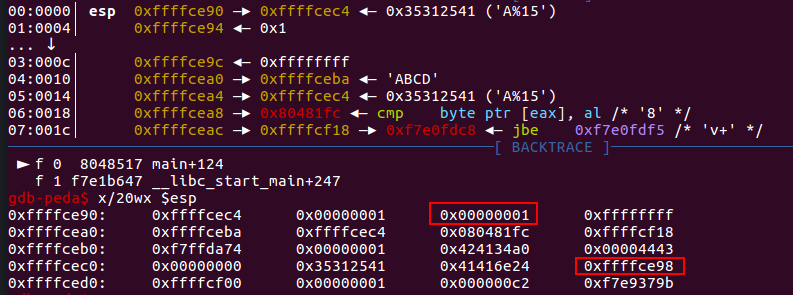 00:0000│ esp 0xffffce90 —▸ 0xffffcec4 ◂— 0x35312541 ('A%15')
01:0004│ 0xffffce94 ◂— 0x1
... ↓
03:000c│ 0xffffce9c ◂— 0xffffffff
04:0010│ 0xffffcea0 —▸ 0xffffceba ◂— 'ABCD'
05:0014│ 0xffffcea4 —▸ 0xffffcec4 ◂— 0x35312541 ('A%15')
06:0018│ 0xffffcea8 —▸ 0x80481fc ◂— cmp byte ptr [eax], al /* '8' */
07:001c│ 0xffffceac —▸ 0xffffcf18 —▸ 0xf7e0fdc8 ◂— jbe 0xf7e0fdf5 /* 'v+' */
[ BACKTRACE ]
► f 0 8048517 main+124
f 1 f7e1b647 __libc_start_main+247
gdb-peda$ x/20wx $esp
0xffffce90: 0xffffcec4 0x00000001 0x00000001 0xffffffff
0xffffcea0: 0xffffceba 0xffffcec4 0x080481fc 0xffffcf18
0xffffceb0: 0xf7ffda74 0x00000001 0x424134a0 0x00004443
0xffffcec0: 0x00000000 0x35312541 0x41416e24 0xffffce98
0xffffced0: 0xffffcf00 0x00000001 0x000000c2 0xf7e9379b